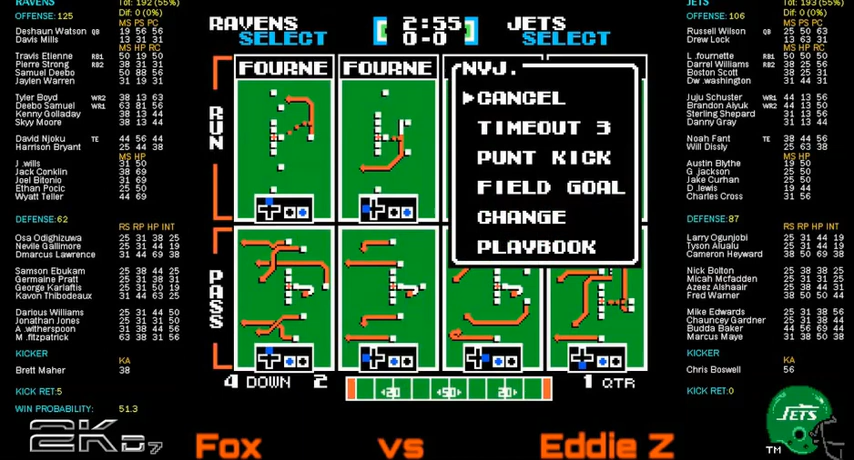 RAVENS Tot: 192 (55%)
Dif: 0 (0%)
OFFENSE: 125
MS PS PC
Deshaun Watson QB 19 56 56
Davis Mills 13 31 31
MS HP RC
Travis Etienne RB1 50 19 50
Pierre Strong RB2 38 31 31
Samuel Deebo 50 88 56
Jaylen Warren 31 19 31
Tyler Boyd WR2 38 13 63
Deebo Samuel WR1 63 81 56
Kenny Golladay 38 13 44
Skyy Moore 38 13 44
David Njoku TE 44 56 44
Harrison Bryant 25 44 38
MS HP
J .wills 31 50
Jack Conklin 38 69
Joel Bitonio 31 69
Ethan Pocic 25 50
Wyatt Teller 44 69
DEFENSE: 62
RS RP HP INT
Osa Odighizuwa 25 31 38 25
Nevile Gallimore 25 31 44 19
Dmarcus Lawrence 31 44 69 38
Samson Ebukam 25 38 44 25
Germaine Pratt 25 31 38 31
George Karlaftis 25 31 50 19
Kavon Thibodeaux 31 44 63 25
Darious Williams 25 31 44 50
Jonathan Jones 25 31 31 50
A .witherspoon 31 38 44 56
M .fitzpatrick 63 38 31 56
KICKER
KA
Brett Maher 38
KICK RET:5
WIN PROBABILITY: 51.3
RAVENS
SELECT
2:55
0-0
JETS
SELECT
FOURNE
FOURNE
RUN
PASS
NYJ.
CANCEL
TIMEOUT 3
PUNT KICK
FIELD GOAL
CHANGE
PLAYBOOK
4 DOWN 2
20 50 20
1 QTR
JETS Tot: 193 (55%)
Dif: 0 (0%)
OFFENSE: 106
MS PS PC
Russell Wilson QB 25 50 63
Drew Lock 13 63 31
MS HP RC
L .fournette RB1 50 50 50
Darrel Williams RB2 38 25 56
Boston Scott 38 25 31
Dw .washington 31 44 31
Juju Schuster WR2 44 13 56
Brandon Aiyuk WR1 44 13 50
Sterling Shepard 31 13 56
Danny Gray 31 13 44
Noah Fant TE 38 44 56
Will Dissly 25 63 38
MS HP
Austin Blythe 19 50
G .jackson 25 50
Jake Curhan 25 50
D .lewis 19 44
Charles Cross 31 56
DEFENSE: 87
RS RP HP INT
Larry Ogunjobi 25 31 44 19
Tyson Alualu 25 31 44 19
Cameron Heyward 38 50 69 38
Nick Bolton 25 38 38 25
Micah Mcfadden 25 31 31 25
Azeez Alshaair 25 38 44 31
Fred Warner 38 50 50 44
Mike Edwards 25 31 38 56
Chauncey Gardner 25 31 44 56
Budda Baker 44 56 69 44
Marcus Maye 31 38 50 38
KICKER
KA
Chris Boswell 56
KICK RET:0
JETS
TM
2K
Fox vs Eddie Z